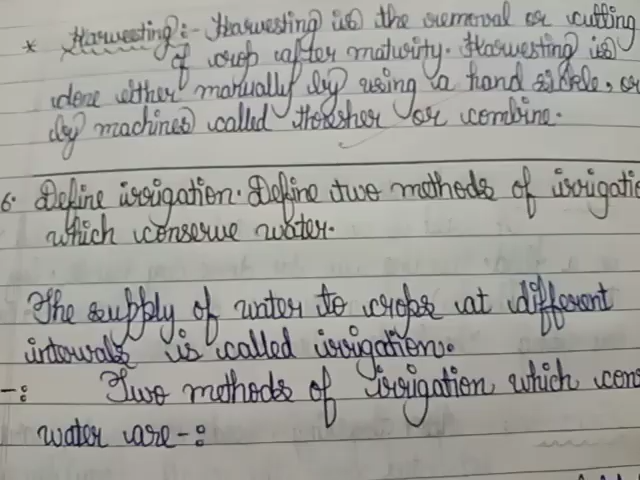 * Harvesting :- Harvesting is the removal or cutting
of crop after maturity. Harvesting is
done either manually by using a hand sickle, or
by machines called thresher or combine.
6. Define irrigation. Define two methods of irrigatio
which conserve water.
The supply of water to crops at different
intervals is called irrigation.
-: Two methods of Irrigation which cons
water are -: